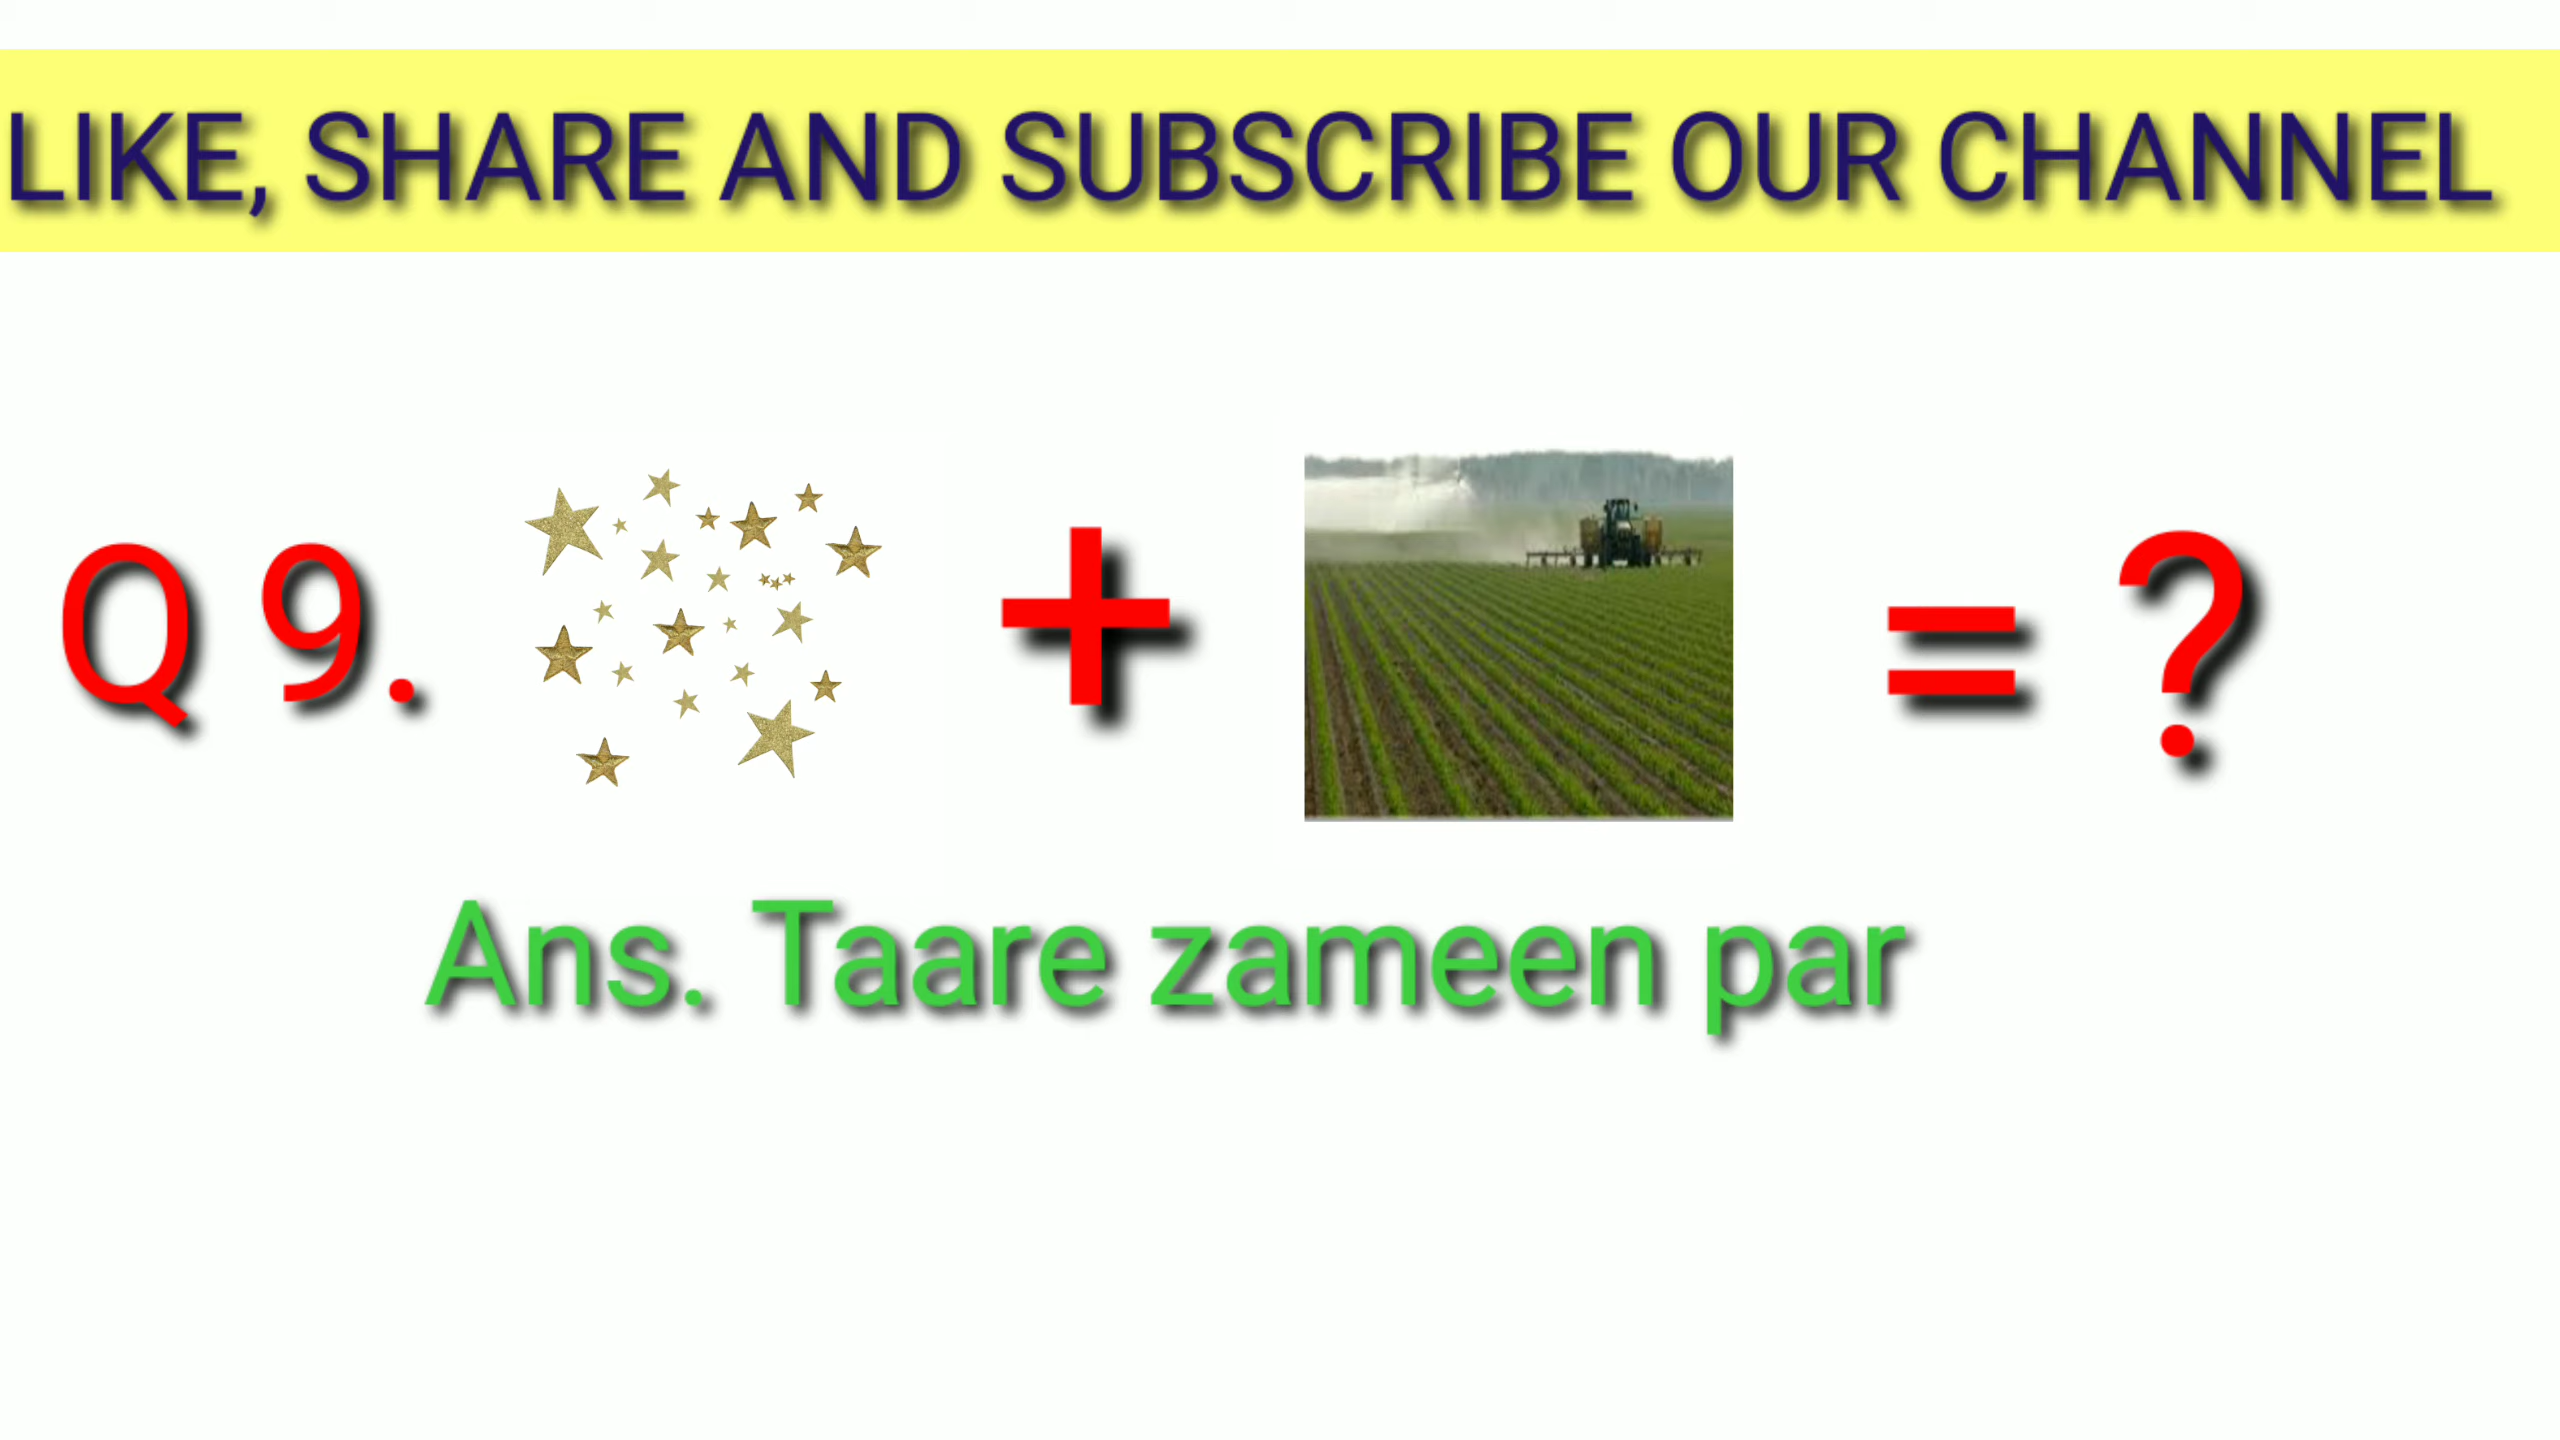 LIKE, SHARE AND SUBSCRIBE OUR CHANNEL
Q 9. + = ?
Ans. Taare zameen par